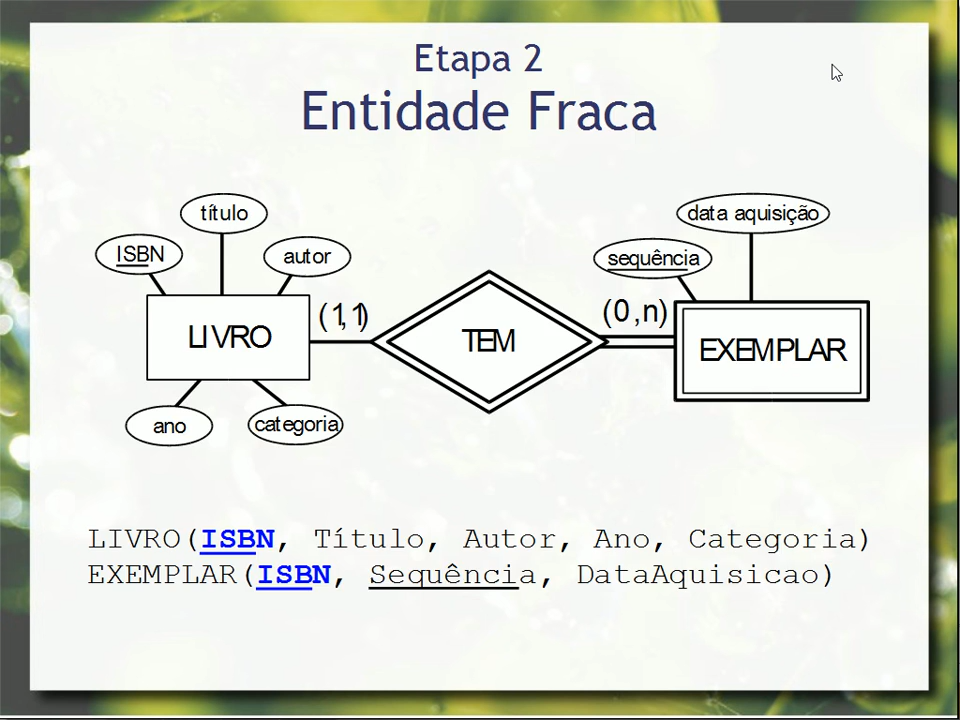 Etapa 2
Entidade Fraca
título
data aquisição
ISBN
autor
sequência
(1,1)
(0,n)
LIVRO
TEM
EXEMPLAR
ano
categoria
LIVRO(ISBN, Título, Autor, Ano, Categoria)
EXEMPLAR(ISBN, Sequência, DataAquisicao)